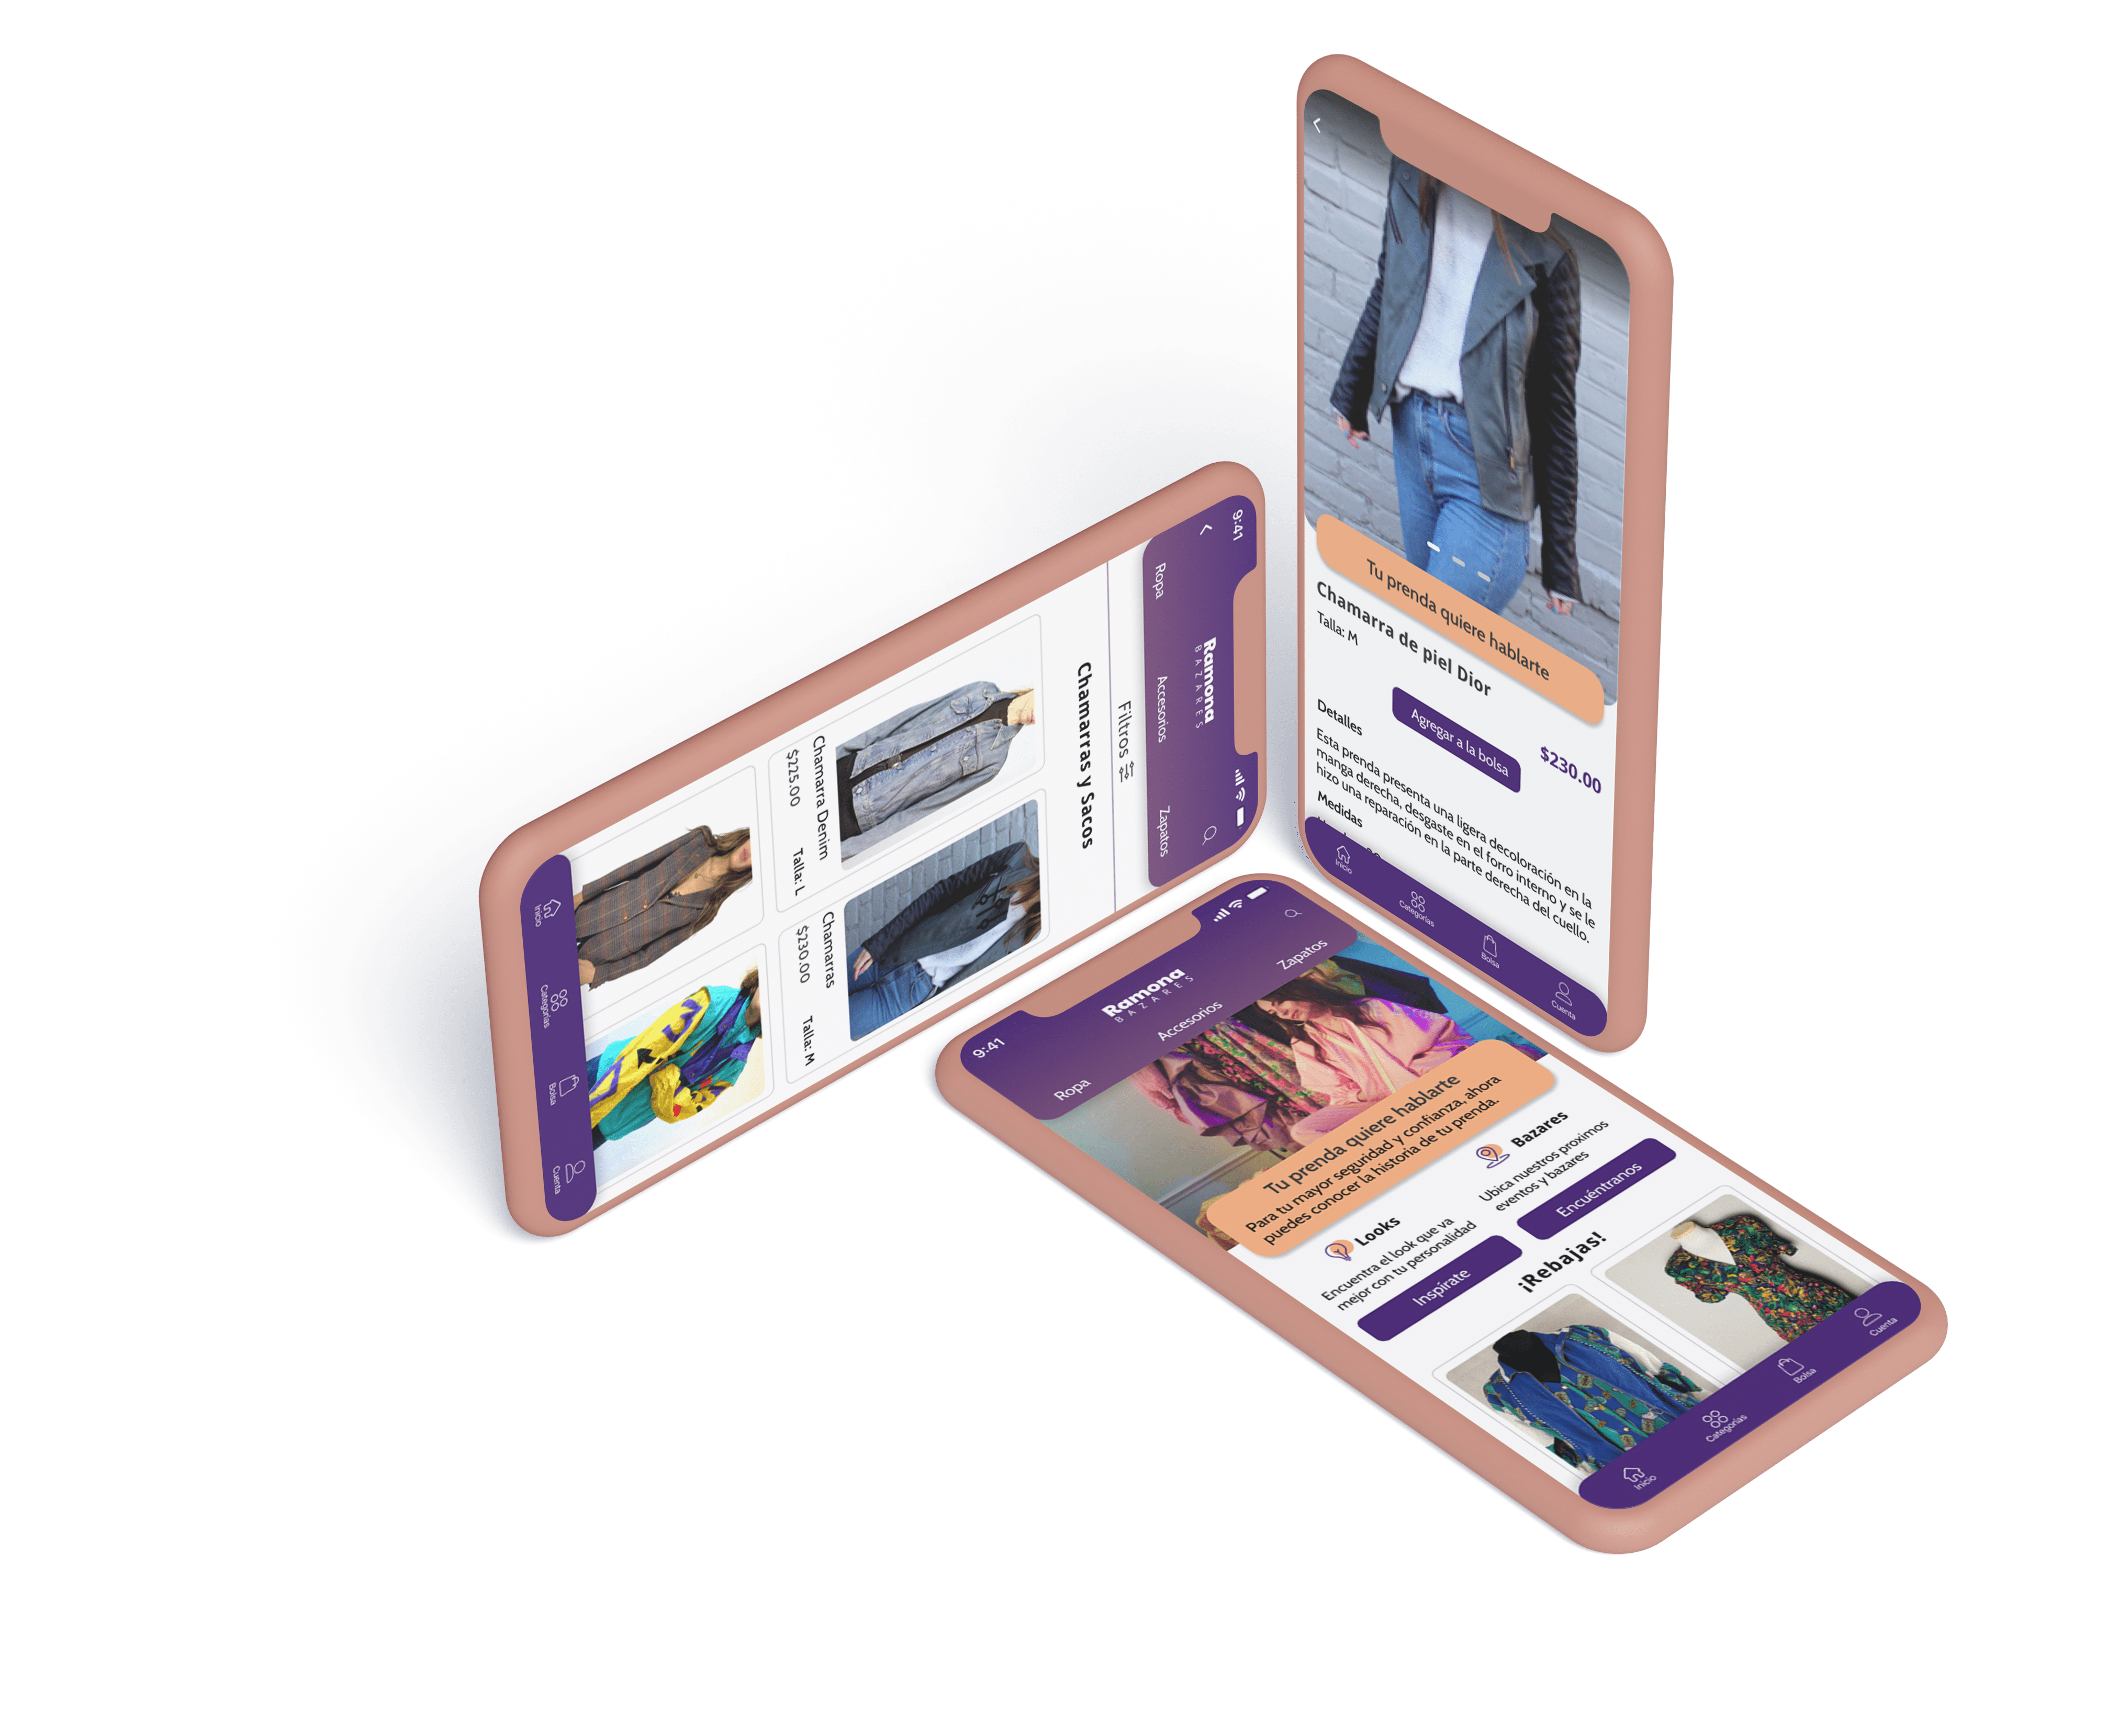 9:41
Ramona
BAZARES
Ropa
Accesorios
Zapatos
Filtros
Chamarras y Sacos
Chamarra Denim
$225.00
Talla: L
Chamarras
$230.00
Talla: M
Inicio
Categorías
Bolsa
Cuenta
Tu prenda quiere hablarte
Chamarra de piel Dior
Talla: M
$230.00
Agregar a la bolsa
Detalles
Esta prenda presenta una ligera decoloración en la
manga derecha, desgaste en el forro interno y se le
hizo una reparación en la parte derecha del cuello.
Medidas
Inicio
Categorías
Bolsa
Cuenta
9:41
Ramona
BAZARES
Ropa
Accesorios
Zapatos
Tu prenda quiere hablarte
Para tu mayor seguridad y confianza, ahora
puedes conocer la historia de tu prenda.
Looks
Encuentra el look que va
mejor con tu personalidad
Inspírate
Bazares
Ubica nuestros proximos
eventos y bazares
Encuéntranos
¡Rebajas!
Inicio
Categorías
Bolsa
Cuenta